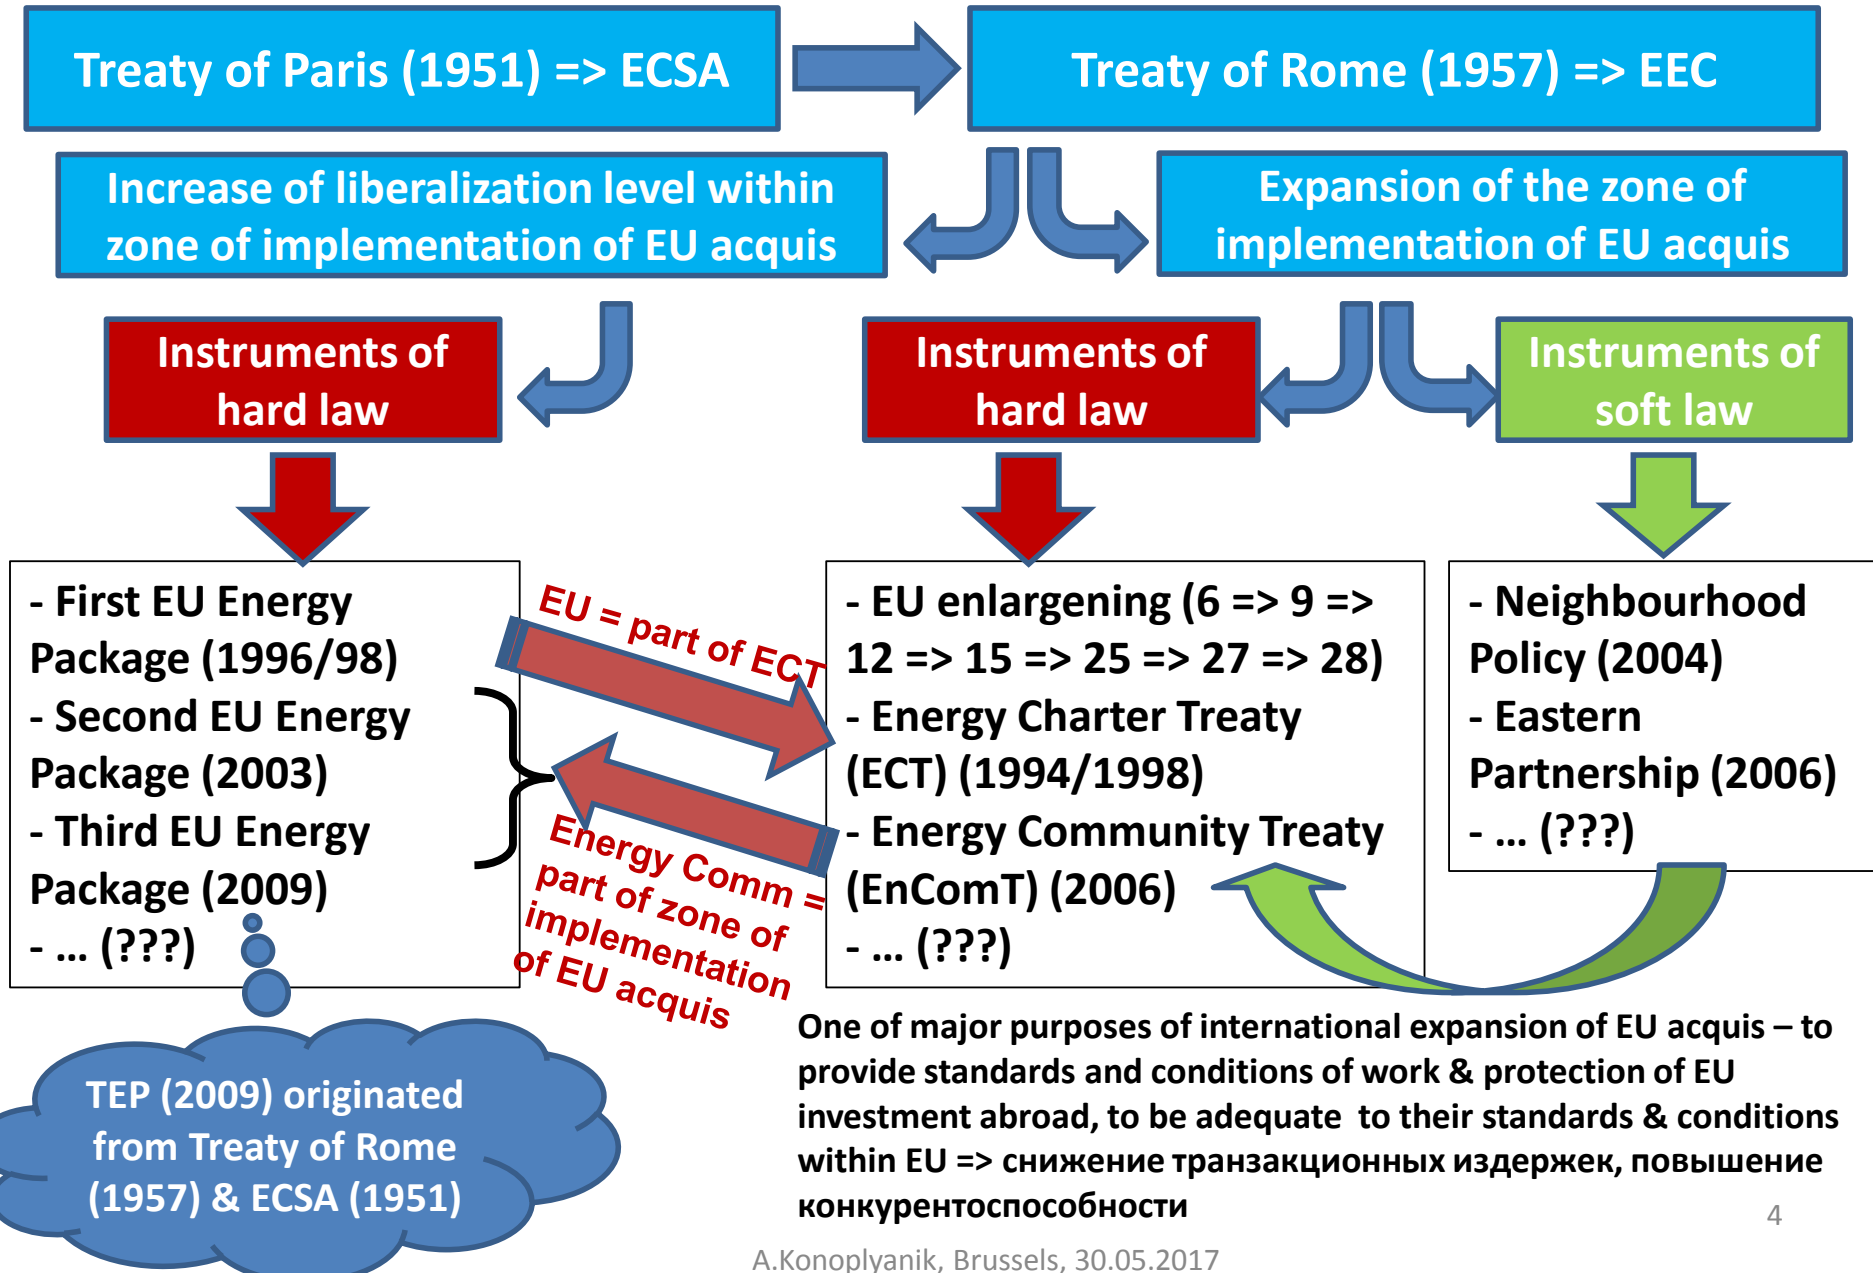 Treaty of Paris (1951) => ECSA
Treaty of Rome (1957) => EEC
Increase of liberalization level within
zone of implementation of EU acquis
Expansion of the zone of
implementation of EU acquis
Instruments of
hard law
Instruments of
hard law
Instruments of
soft law
- First EU Energy
Package (1996/98)
- Second EU Energy
Package (2003)
- Third EU Energy
Package (2009)
- ... (???)
EU = part of ECT
Energy Comm =
part of zone of
implementation
of EU acquis
- EU enlargening (6 => 9 =>
12 => 15 => 25 => 27 => 28)
- Energy Charter Treaty
(ECT) (1994/1998)
- Energy Community Treaty
(EnComT) (2006)
- ... (???)
- Neighbourhood
Policy (2004)
- Eastern
Partnership (2006)
- ... (???)
TEP (2009) originated
from Treaty of Rome
(1957) & ECSA (1951)
One of major purposes of international expansion of EU acquis – to
provide standards and conditions of work & protection of EU
investment abroad, to be adequate to their standards & conditions
within EU => снижение транзакционных издержек, повышение
конкурентоспособности
4
A.Konoplyanik, Brussels, 30.05.2017